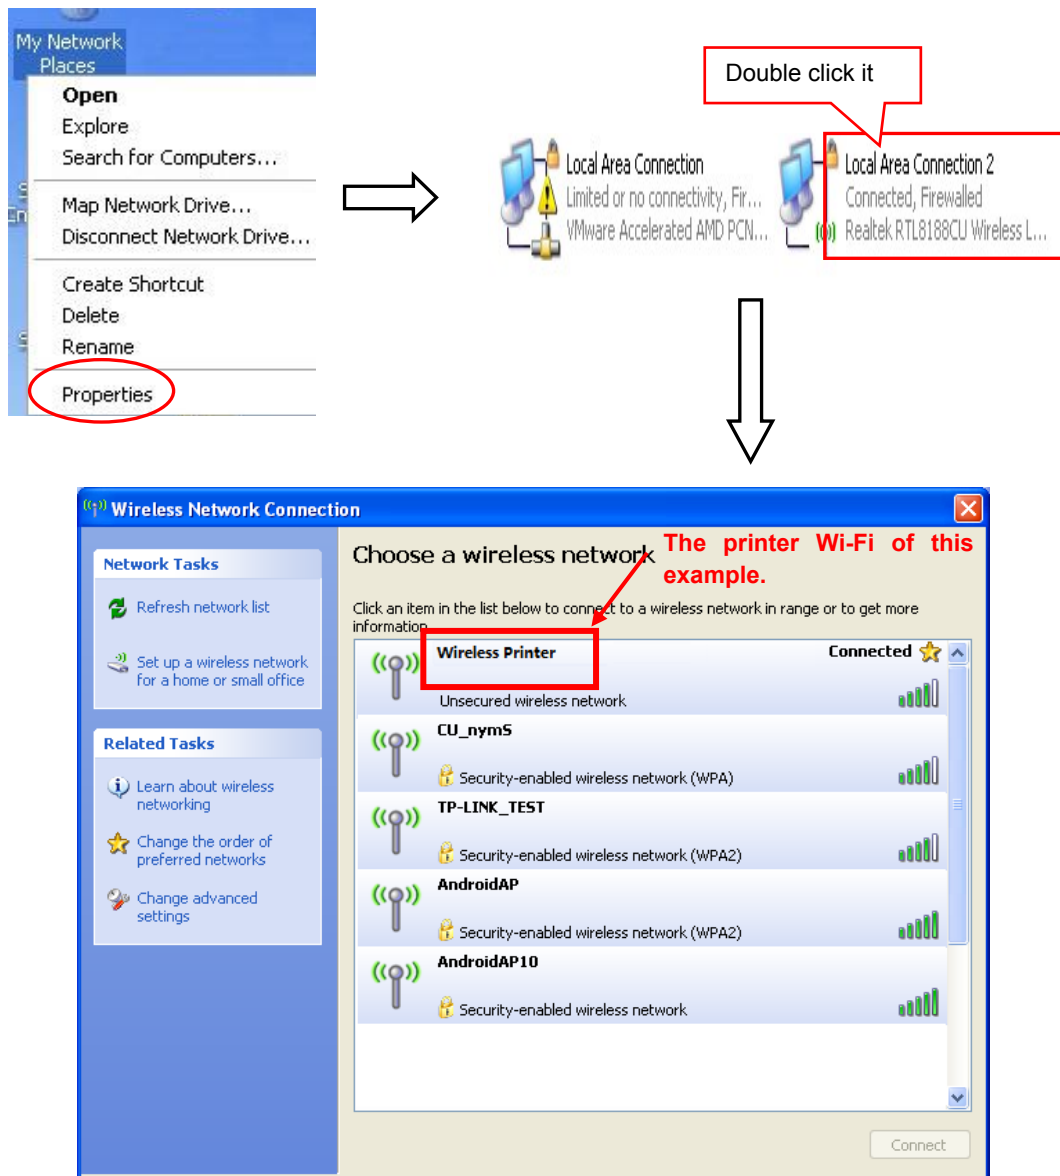 My Network
Places
Open
Explore
Search for Computers...
Map Network Drive...
Disconnect Network Drive...
Create Shortcut
Delete
Rename
Properties
Double click it
Local Area Connection
Limited or no connectivity, Fir...
VMware Accelerated AMD PCN...
Local Area Connection 2
Connected, Firewalled
Realtek RTL8188CU Wireless L...
Wireless Network Connection
Network Tasks
Refresh network list
Set up a wireless network
for a home or small office
Related Tasks
Learn about wireless
networking
Change the order of
preferred networks
Change advanced
settings
Choose a wireless network
The printer Wi-Fi of this
example.
Click an item in the list below to connect to a wireless network in range or to get more
information.
Wireless Printer
Connected
Unsecured wireless network
CU_nymS
Security-enabled wireless network (WPA)
TP-LINK_TEST
Security-enabled wireless network (WPA2)
AndroidAP
Security-enabled wireless network (WPA2)
AndroidAP10
Security-enabled wireless network
Connect